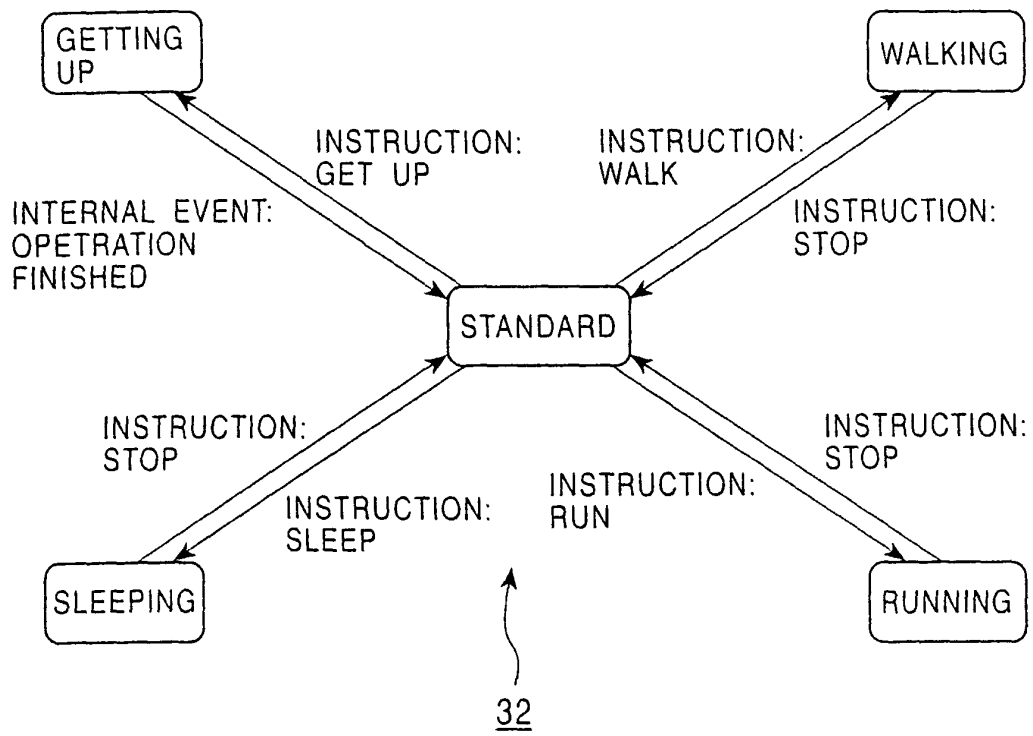 GETTING
UP
WALKING
INSTRUCTION:
GET UP
INSTRUCTION:
WALK
INTERNAL EVENT:
OPETRATION
FINISHED
INSTRUCTION:
STOP
STANDARD
INSTRUCTION:
STOP
INSTRUCTION:
SLEEP
INSTRUCTION:
RUN
INSTRUCTION:
STOP
SLEEPING
RUNNING
32